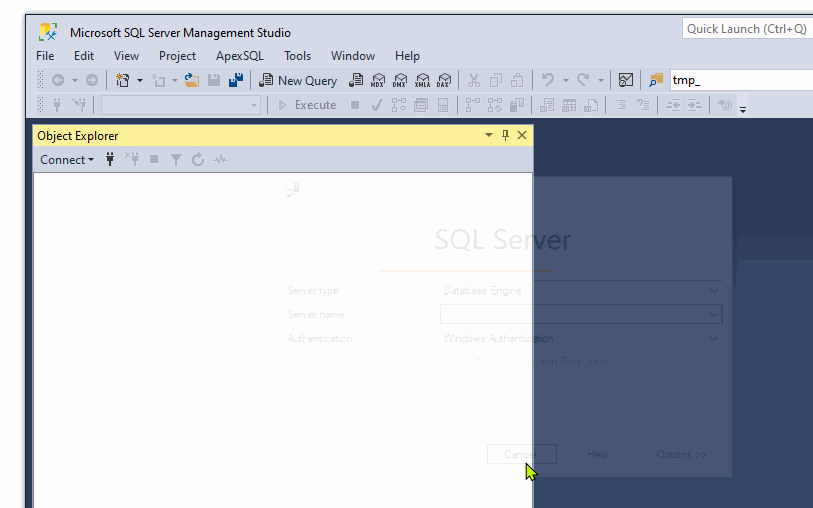 Microsoft SQL Server Management Studio
Quick Launch (Ctrl+Q)
File Edit View Project ApexSQL Tools Window Help
New Query MDX DMX XMLA DAX tmp_
Execute
Object Explorer
Connect
SQL Server
Server type Database Engine
Server name
Authentication Windows Authentication
Cancel Help Options >>